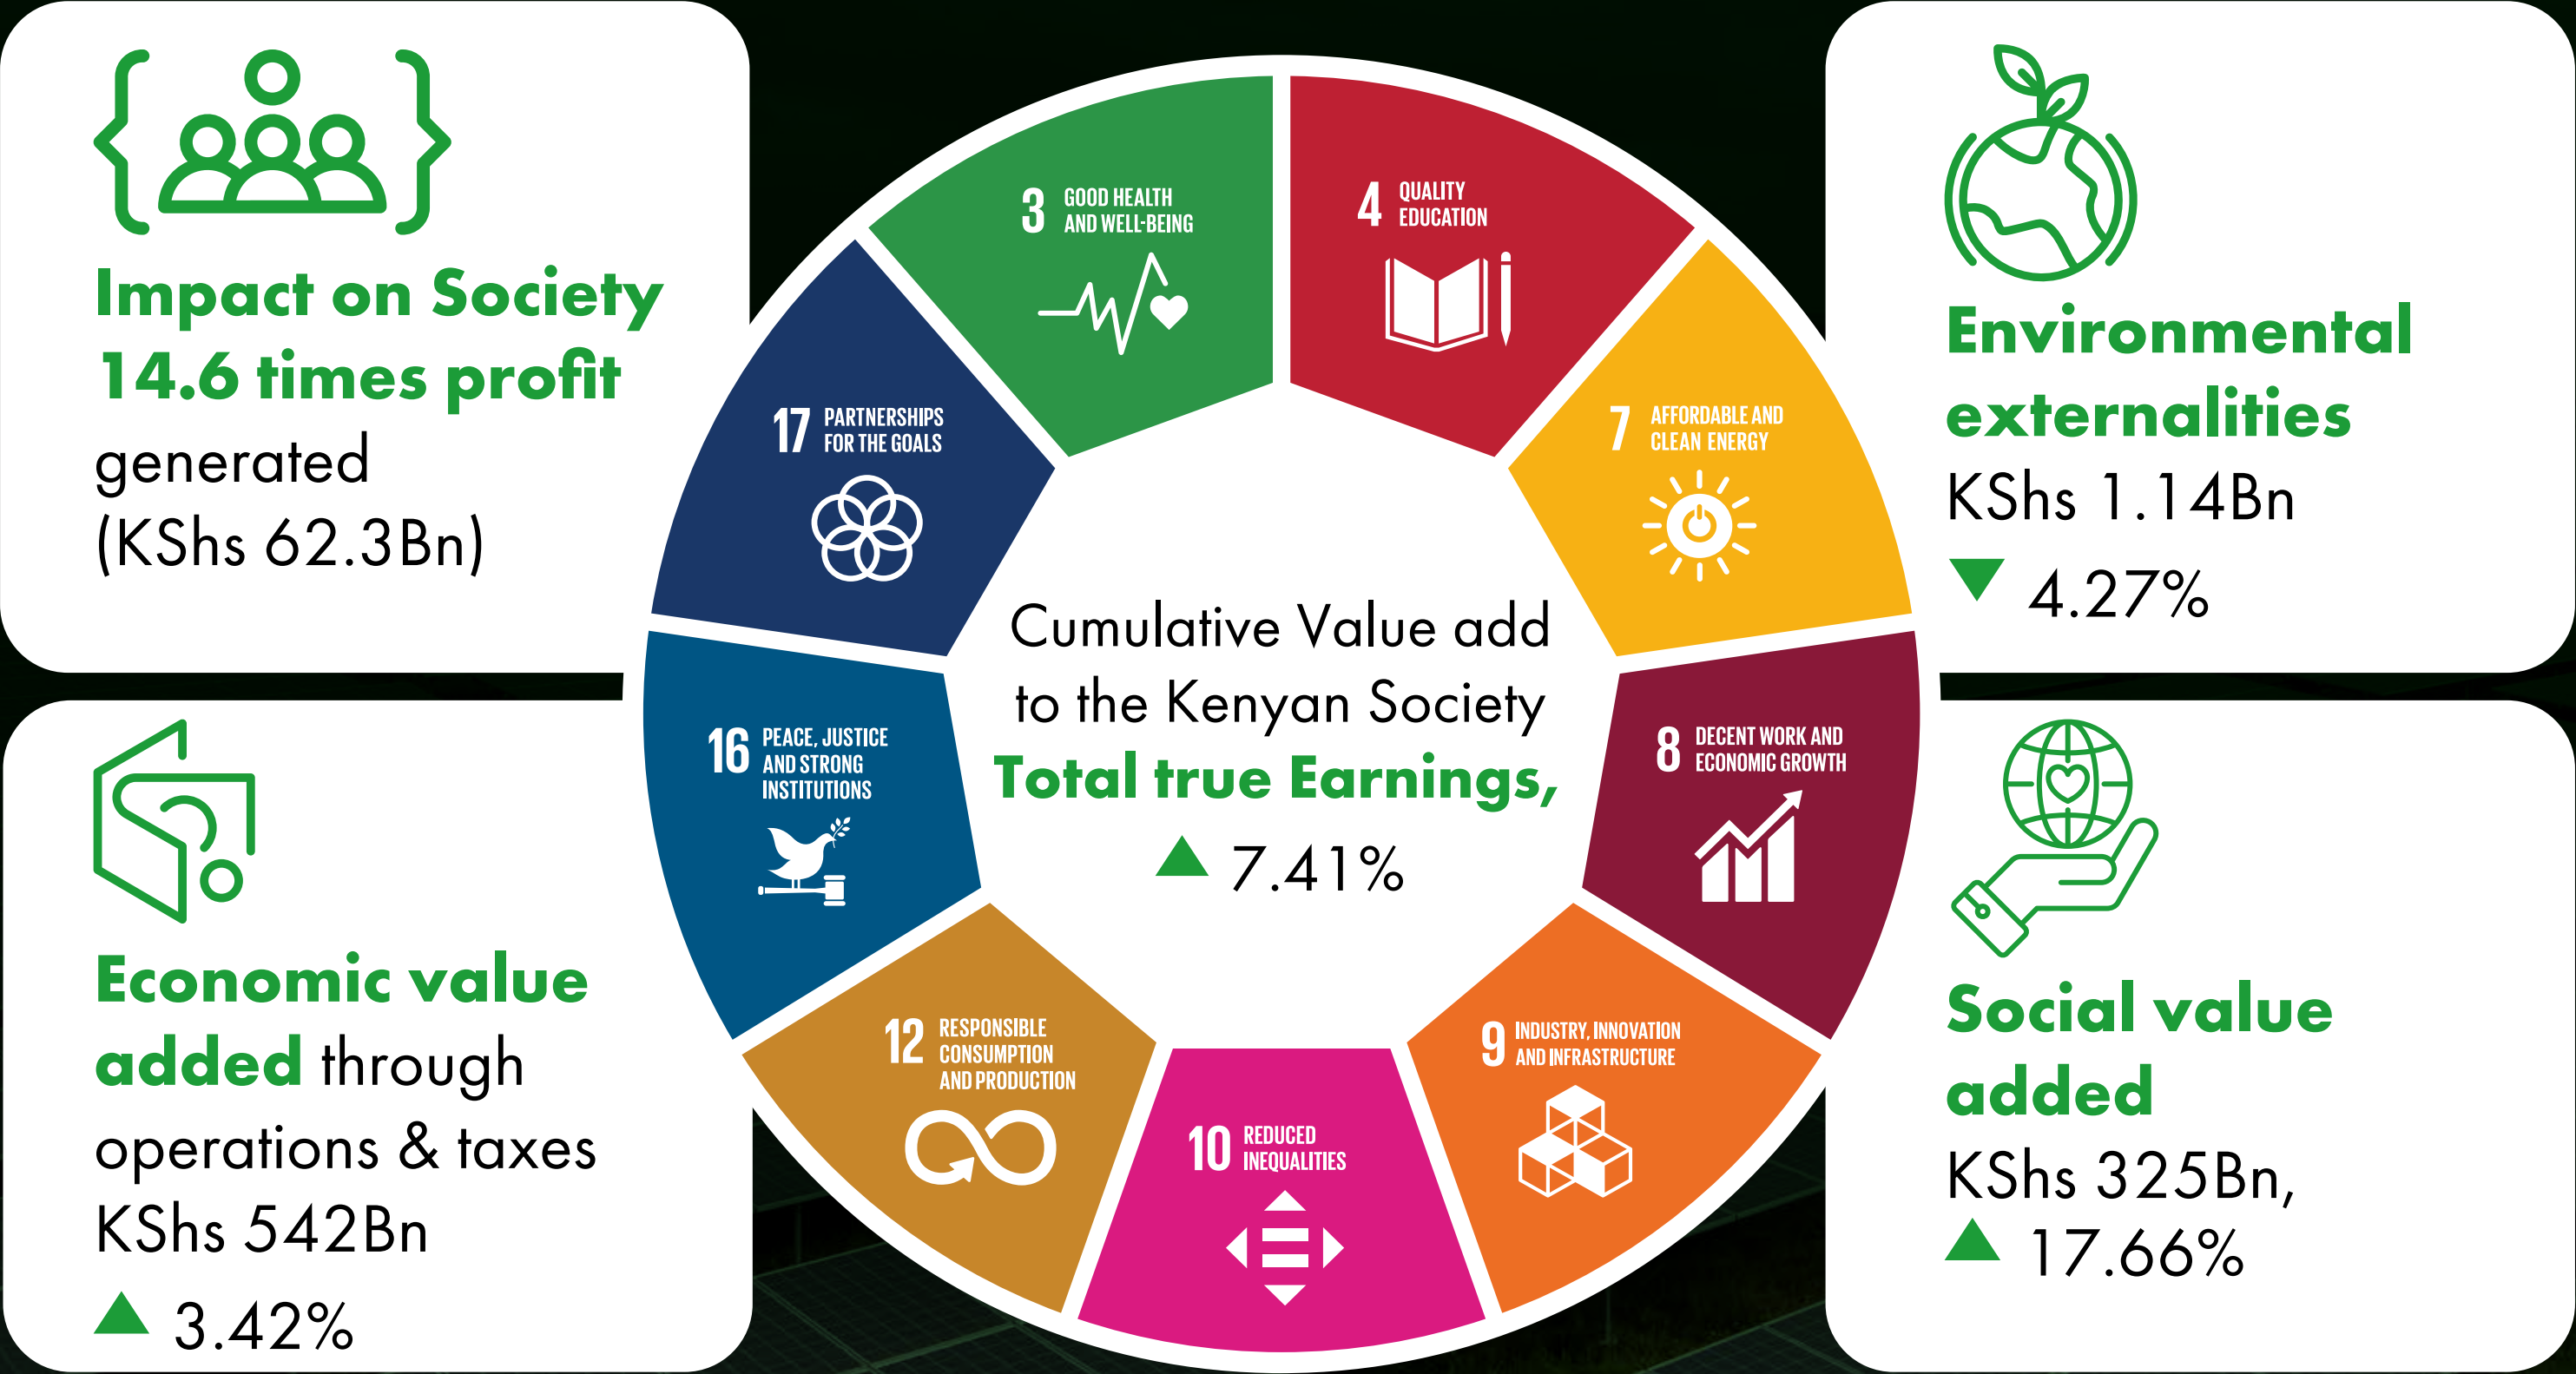 Impact on Society
14.6 times profit
generated
(KShs 62.3Bn)
Economic value
added through
operations & taxes
KShs 542Bn
▲ 3.42%
3 GOOD HEALTH
AND WELL-BEING
4 QUALITY
EDUCATION
7 AFFORDABLE AND
CLEAN ENERGY
8 DECENT WORK AND
ECONOMIC GROWTH
9 INDUSTRY, INNOVATION
AND INFRASTRUCTURE
10 REDUCED
INEQUALITIES
12 RESPONSIBLE
CONSUMPTION
AND PRODUCTION
16 PEACE, JUSTICE
AND STRONG
INSTITUTIONS
17 PARTNERSHIPS
FOR THE GOALS
Cumulative Value add
to the Kenyan Society
Total true Earnings,
▲ 7.41%
Environmental
externalities
KShs 1.14Bn
▼ 4.27%
Social value
added
KShs 325Bn,
▲ 17.66%